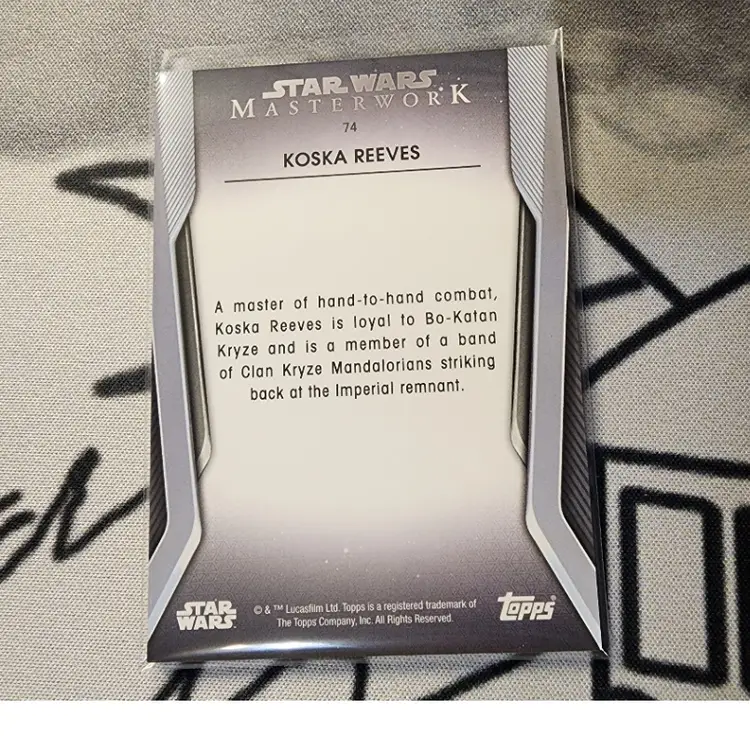 STAR WARS
MASTERWORK
74
KOSKA REEVES
A master of hand-to-hand combat,
Koska Reeves is loyal to Bo-Katan
Kryze and is a member of a band
of Clan Kryze Mandalorians striking
back at the Imperial remnant.
STAR
WARS
© & ™ Lucasfilm Ltd. Topps is a registered trademark of
The Topps Company, Inc. All Rights Reserved.
Topps®